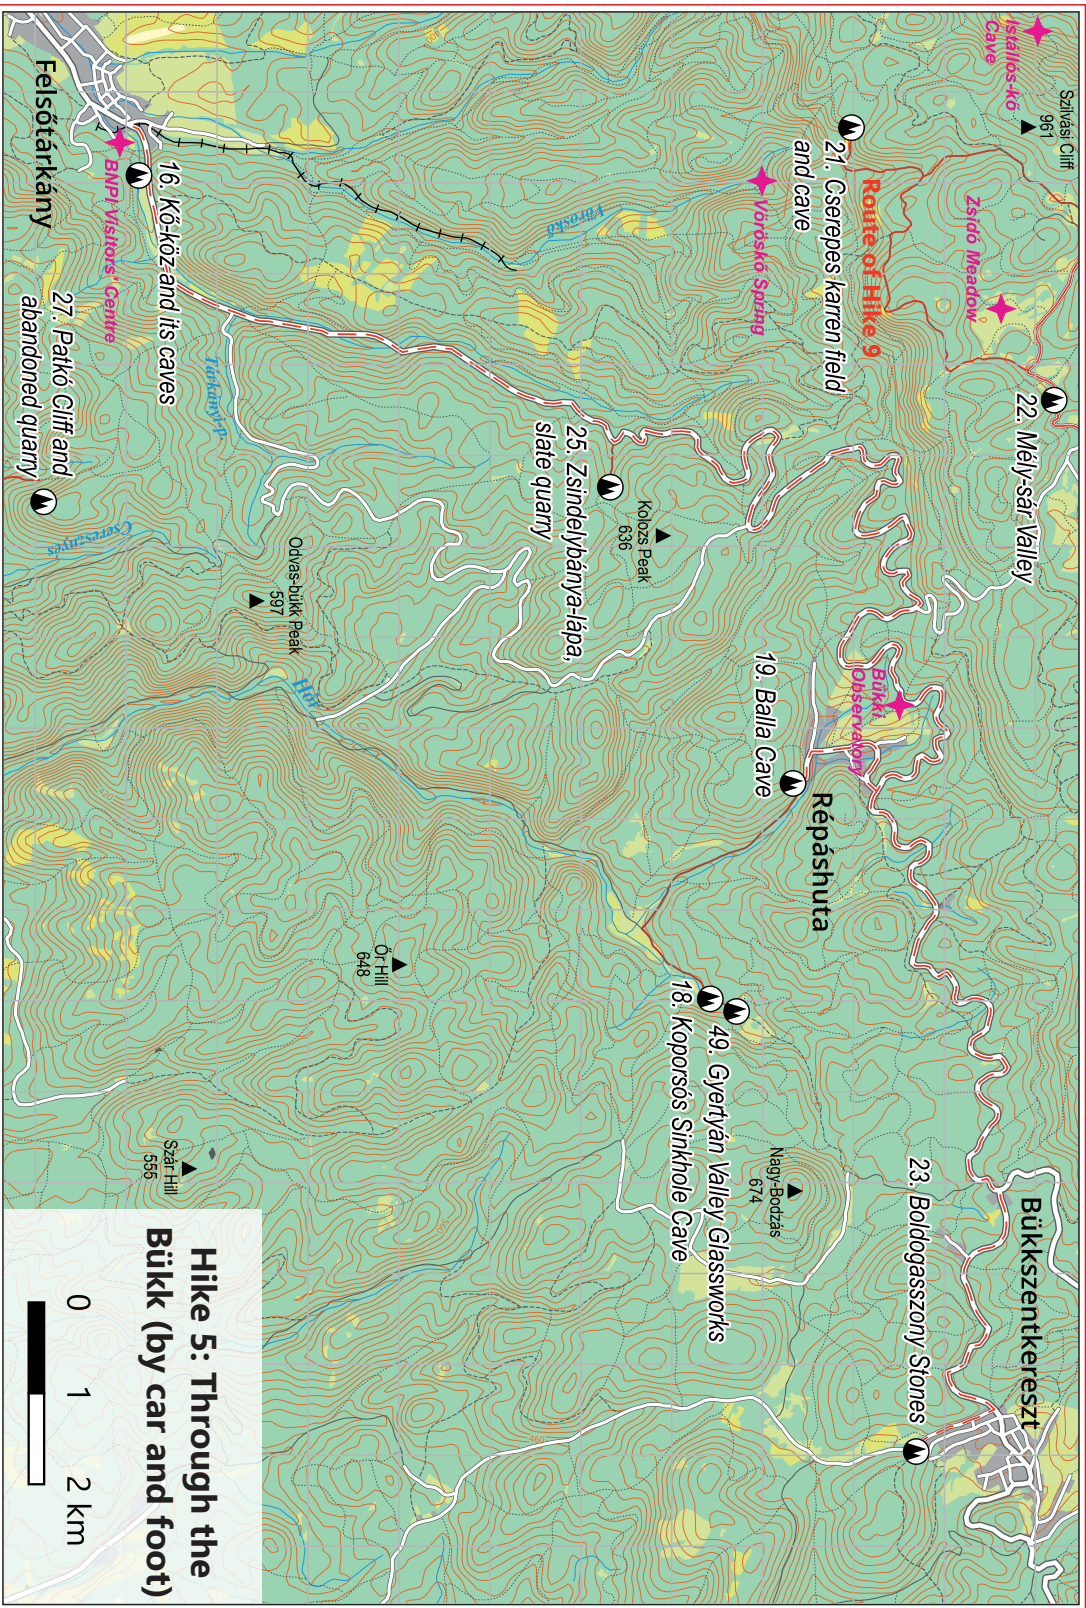 Istállós-kő
Cave
Szilvási Cliff
961
Zsidó Meadow
22. Mély-sár Valley
Route of Hike 9
21. Cserepes karren field
and cave
Vöröskő Spring
Vöröskő
Felsőtárkány
BNPI Visitors' Centre
16. Kő-köz and its caves
Tárkányi-p.
27. Patkó Cliff and
abandoned quarry
Cseresznyés
25. Zsindelybánya-lápa,
slate quarry
Kolozs Peak
636
Odvas-bükk Peak
597
Hór
Bükki
Observatory
19. Balla Cave
Répáshuta
Őr Hill
648
18. Koporsós Sinkhole Cave
49. Gyertyán Valley Glassworks
Nagy-Bodzás
674
Szár Hill
555
23. Boldogasszony Stones
Bükkszentkereszt
460
Hike 5: Through the
Bükk (by car and foot)
0 1 2 km